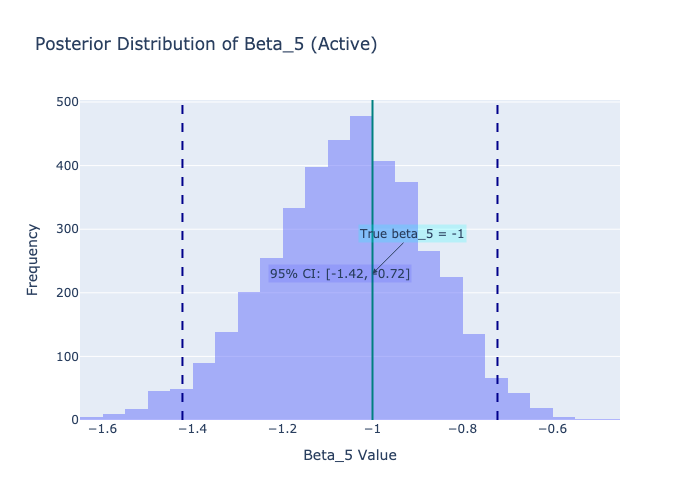 Posterior Distribution of Beta_5 (Active)
500
400
300
200
100
0
Frequency
True beta_5 = -1
95% CI: [-1.42, -0.72]
−1.6
−1.4
−1.2
−1
−0.8
−0.6
Beta_5 Value